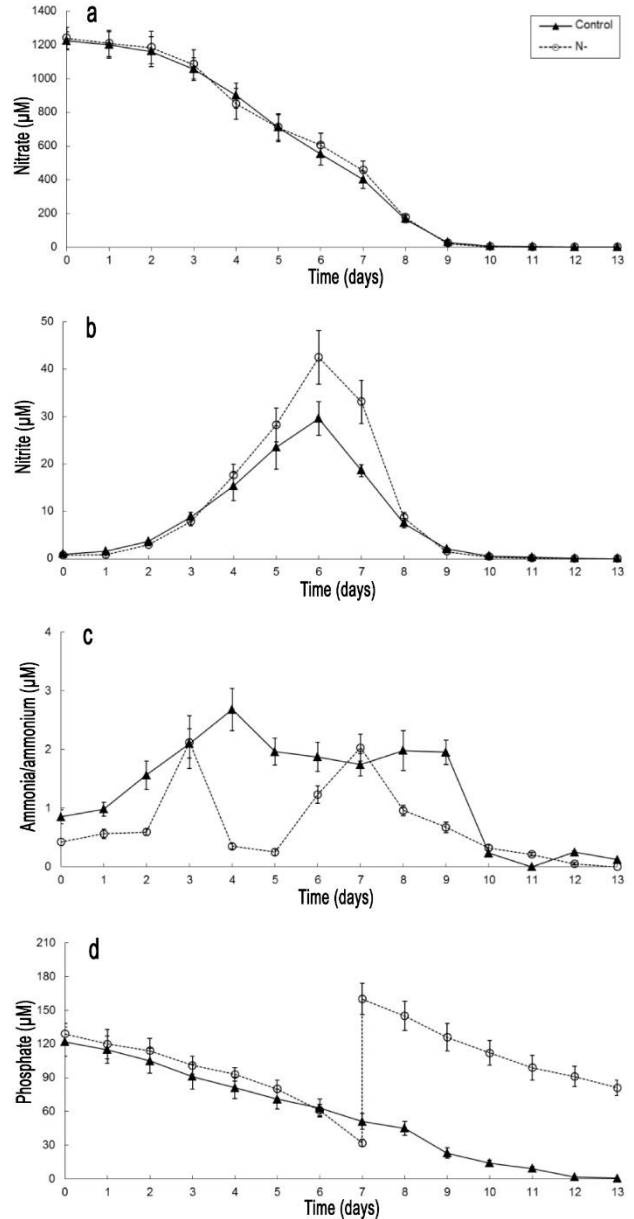 a
Control
N-
1400
1200
1000
800
600
400
200
0
Nitrate (µM)
0 1 2 3 4 5 6 7 8 9 10 11 12 13
Time (days)
b
50
40
30
20
10
0
Nitrite (µM)
0 1 2 3 4 5 6 7 8 9 10 11 12 13
Time (days)
c
4
3
2
1
0
Ammonia/ammonium (µM)
0 1 2 3 4 5 6 7 8 9 10 11 12 13
Time (days)
d
210
180
150
120
90
60
30
0
Phosphate (µM)
0 1 2 3 4 5 6 7 8 9 10 11 12 13
Time (days)